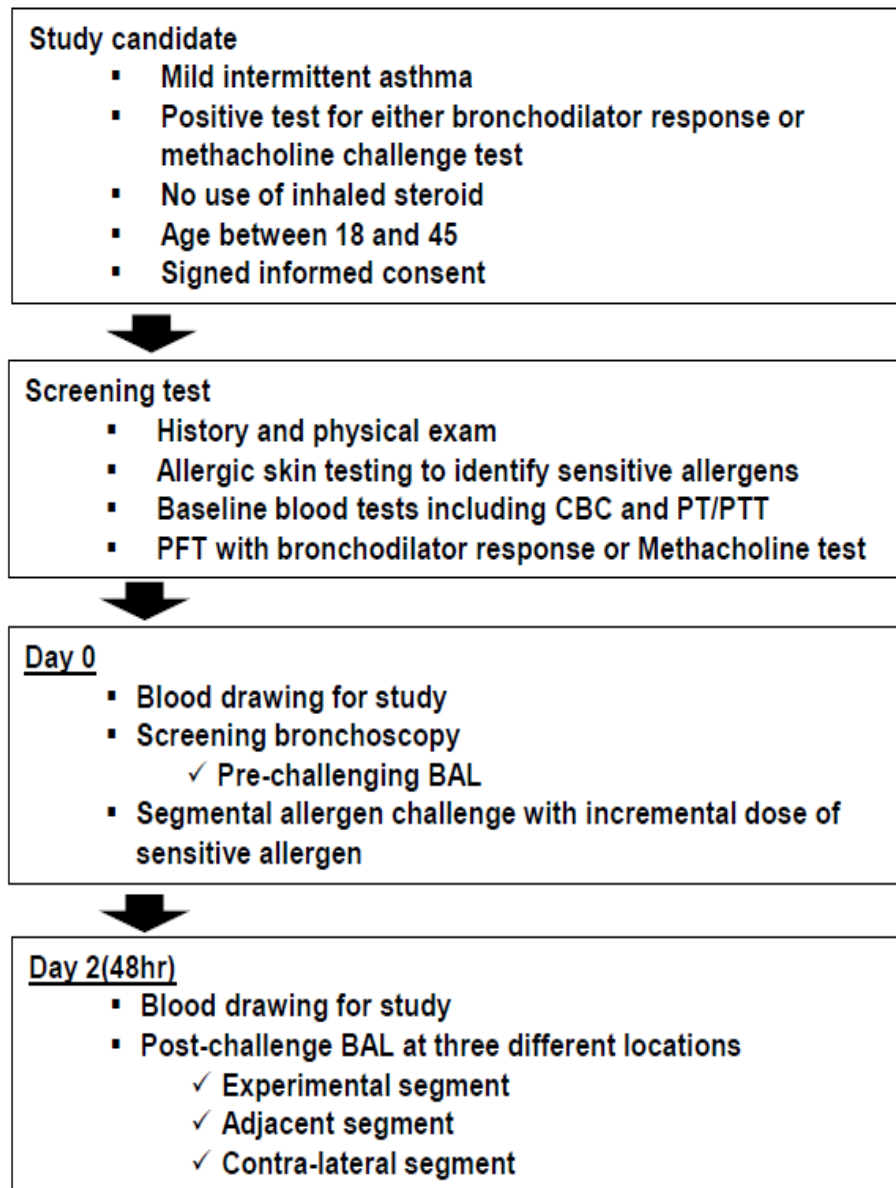 Study candidate
▪ Mild intermittent asthma
▪ Positive test for either bronchodilator response or
methacholine challenge test
▪ No use of inhaled steroid
▪ Age between 18 and 45
▪ Signed informed consent
Screening test
▪ History and physical exam
▪ Allergic skin testing to identify sensitive allergens
▪ Baseline blood tests including CBC and PT/PTT
▪ PFT with bronchodilator response or Methacholine test
Day 0
▪ Blood drawing for study
▪ Screening bronchoscopy
✓ Pre-challenging BAL
▪ Segmental allergen challenge with incremental dose of
sensitive allergen
Day 2(48hr)
▪ Blood drawing for study
▪ Post-challenge BAL at three different locations
✓ Experimental segment
✓ Adjacent segment
✓ Contra-lateral segment